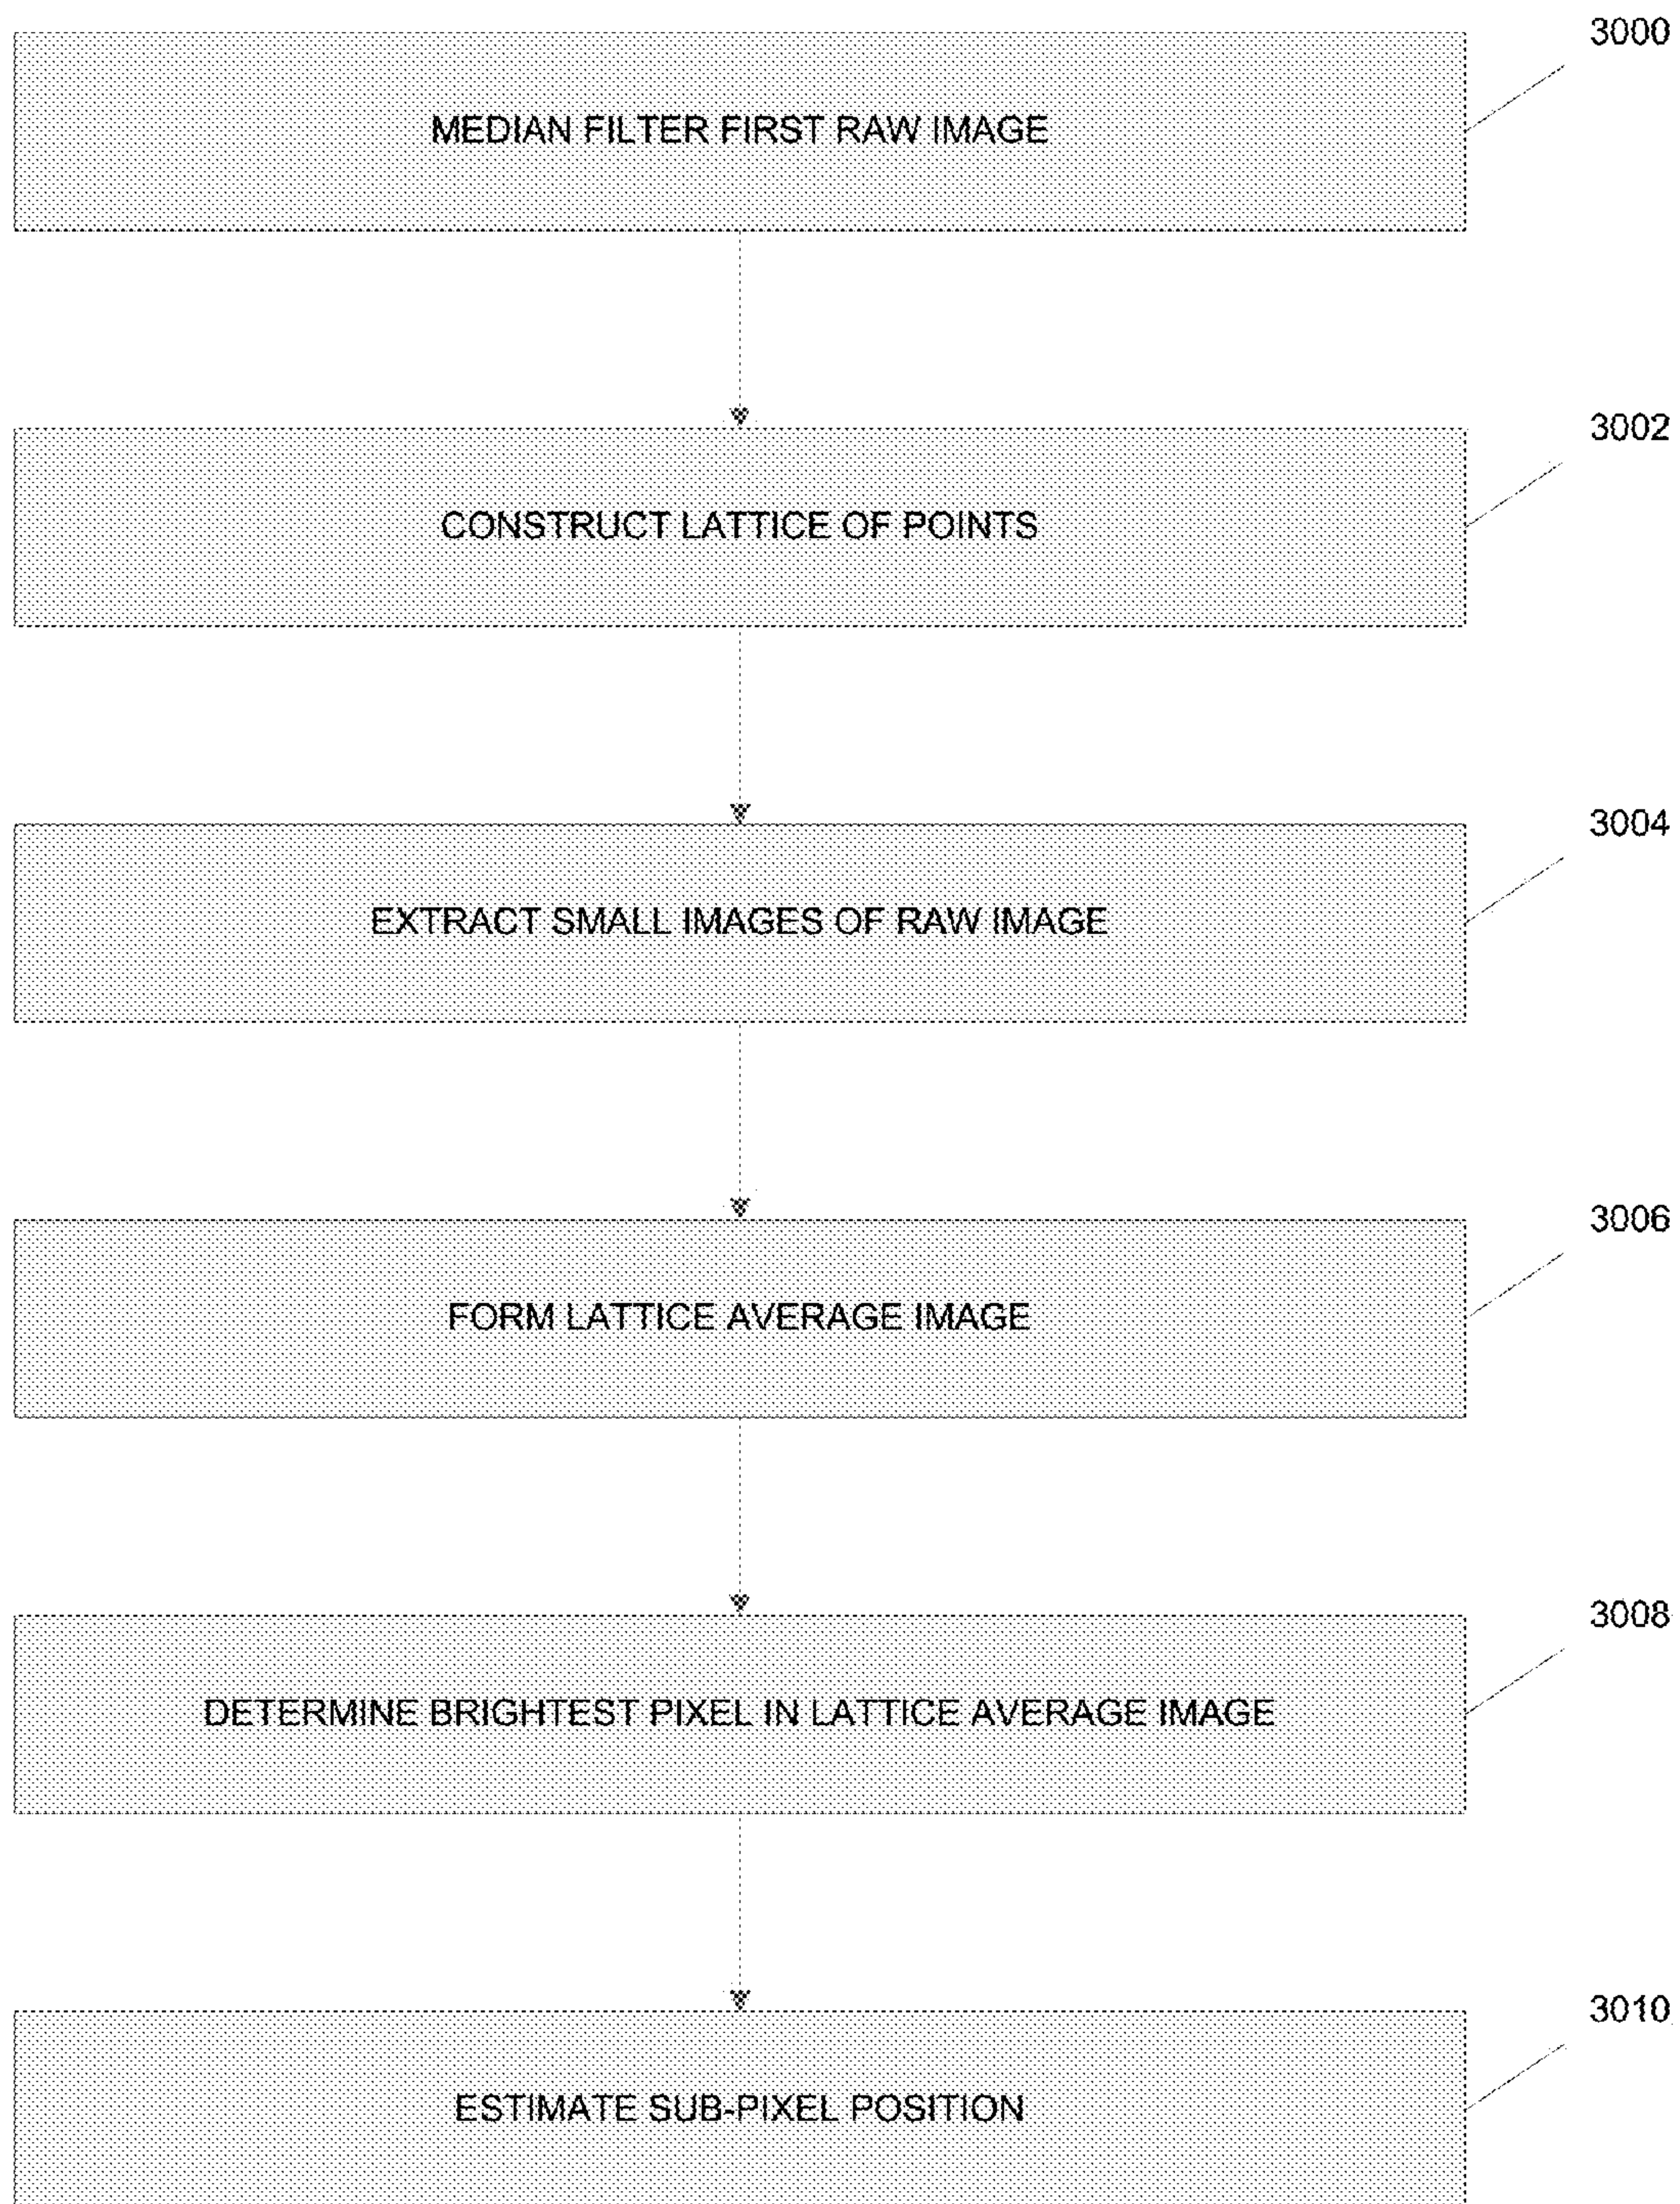 3000
MEDIAN FILTER FIRST RAW IMAGE
3002
CONSTRUCT LATTICE OF POINTS
3004
EXTRACT SMALL IMAGES OF RAW IMAGE
3006
FORM LATTICE AVERAGE IMAGE
3008
DETERMINE BRIGHTEST PIXEL IN LATTICE AVERAGE IMAGE
3010
ESTIMATE SUB-PIXEL POSITION